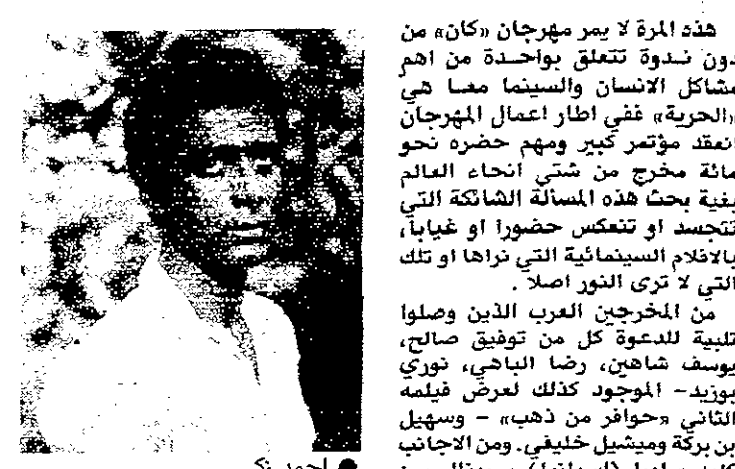 هذه المرة لا يمر مهرجان «كان» من
دون ندوة تتعلق بواحدة من اهم
مشاكل الانسان والسينما معا هي
«الحرية» ففي اطار اعمال المهرجان
انعقد مؤتمر كبير ومهم حضره نحو
مائة مخرج من شتى انحاء العالم
بغية بحث هذه المسألة الشائكة التي
تتجسد او تنعكس حضورا او غيابا،
بالافلام السينمائية التي نراها او تلك
التي لا ترى النور اصلا .
من المخرجين العرب الذين وصلوا
تلبية للدعوة كل من توفيق صالح،
يوسف شاهين، رضا الباهي، نوري
بوزيد- الموجود كذلك لعرض فيلمه
الثاني «حوافر من ذهب» - وسهيل
بن بركة وميشيل خليفي. ومن الاجانب
● احمد